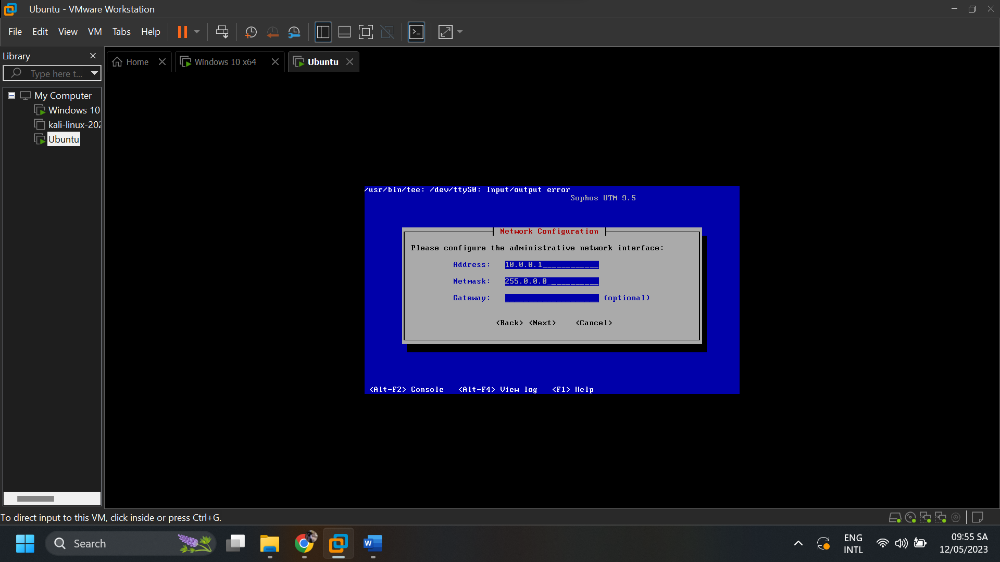 Ubuntu - VMware Workstation
File Edit View VM Tabs Help
Library
Type here t...
My Computer
Windows 10
kali-linux-202
Ubuntu
Home
Windows 10 x64
Ubuntu
/usr/bin/tee: /dev/ttyS0: Input/output error
Sophos UTM 9.5
Network Configuration
Please configure the administrative network interface:
Address: 10.0.0.1____________
Netmask: 255.0.0.0___________
Gateway: ____________________ (optional)
<Back> <Next> <Cancel>
<Alt-F2> Console <Alt-F4> View log <F1> Help
To direct input to this VM, click inside or press Ctrl+G.
Search
W
ENG
INTL
09:55 SA
12/05/2023